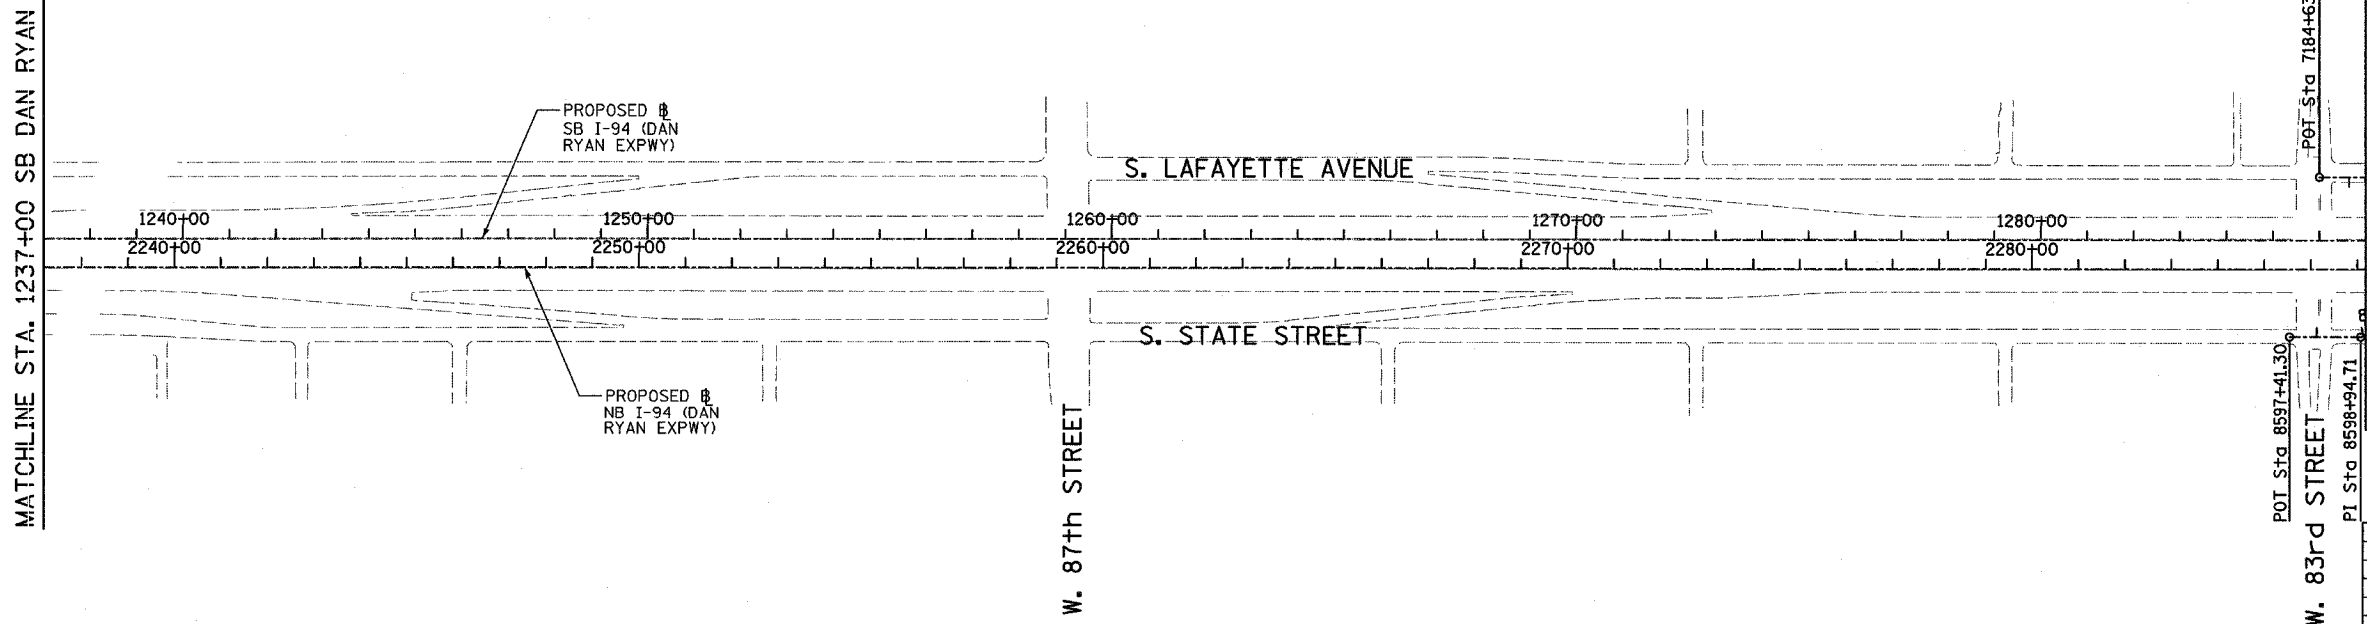 MATCHLINE STA. 1237+00 SB DAN RYAN
PROPOSED ℄
SB I-94 (DAN
RYAN EXPWY)
S. LAFAYETTE AVENUE
1240+00
1250+00
1260+00
1270+00
1280+00
2240+00
2250+00
2260+00
2270+00
2280+00
S. STATE STREET
PROPOSED ℄
NB I-94 (DAN
RYAN EXPWY)
W. 87th STREET
POT Sta 7184+63
POT Sta 8597+41.30
W. 83rd STREET
PI Sta 8598+94.71